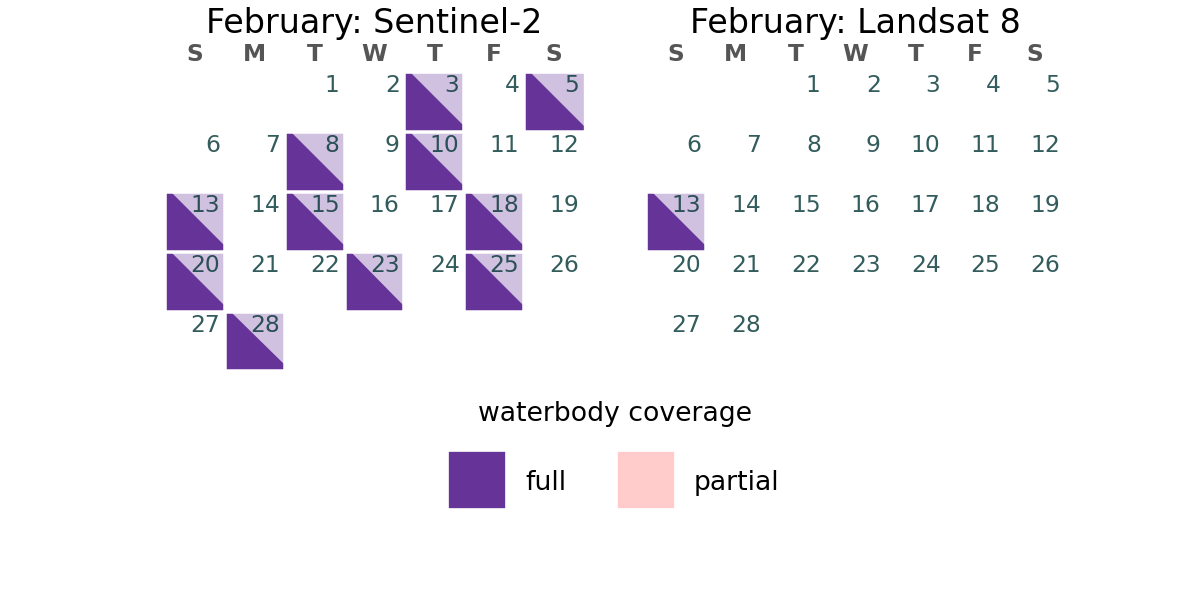 February: Sentinel-2
S M T W T F S
1 2 3 4 5
6 7 8 9 10 11 12
13 14 15 16 17 18 19
20 21 22 23 24 25 26
27 28
February: Landsat 8
S M T W T F S
1 2 3 4 5
6 7 8 9 10 11 12
13 14 15 16 17 18 19
20 21 22 23 24 25 26
27 28
waterbody coverage
full partial